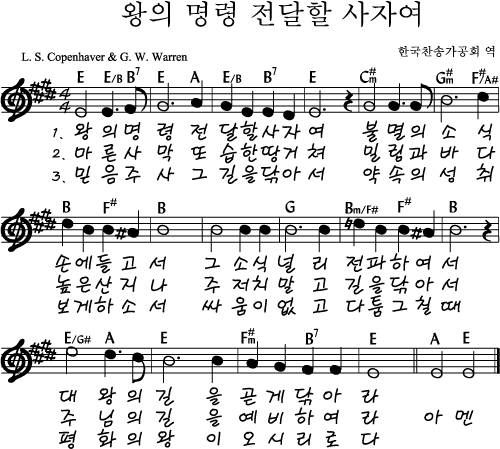 왕의 명령 전달할 사자여
L. S. Copenhaver & G. W. Warren
한국찬송가공회 역
E E/B B7 E A E/B B7 E C#m G#m F#/A#
4 4
1. 왕 의명 령 전 달할사자 여 불 멸의 소 식
2. 마 른사 막 또 습한땅거 쳐 밀 림과 바 다
3. 믿 음주 사 그 길을닦아 서 약 속의 성 취
B F# B G Bm/F# F# B
손에들 고 서 그 소식 널 리 전파하여 서
높은산 거 나 주 저치 말 고 길을닦아 서
보게하소 서 싸 움이 없 고 다툼그칠 때
E/G# A E F#m B7 E A E
대 왕의 길 을 곧게닦아 라
주 님의 길 을 예비하여 라 아 멘
평 화의 왕 이 오시리로 다